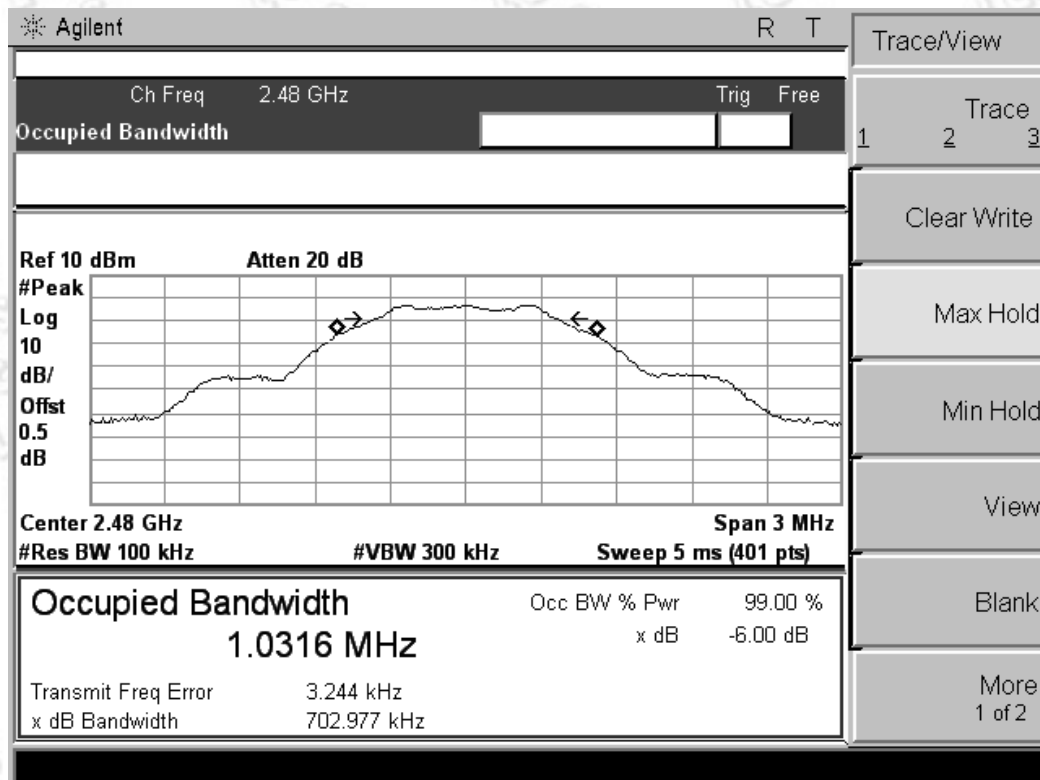 Agilent R T
Trace/View
Ch Freq 2.48 GHz Trig Free
Occupied Bandwidth
Trace
1 2 3
Clear Write
Ref 10 dBm Atten 20 dB
#Peak
Log
10
dB/
Offst
0.5
dB
Max Hold
Min Hold
Center 2.48 GHz Span 3 MHz
#Res BW 100 kHz #VBW 300 kHz Sweep 5 ms (401 pts)
View
Occupied Bandwidth Occ BW % Pwr 99.00 %
1.0316 MHz x dB -6.00 dB
Blank
Transmit Freq Error 3.244 kHz
x dB Bandwidth 702.977 kHz
More
1 of 2